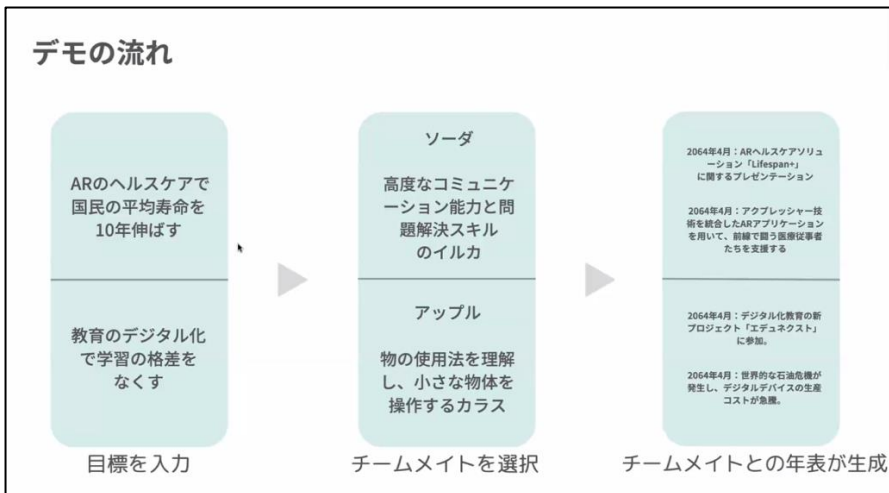 デモの流れ
ARのヘルスケアで
国民の平均寿命を
10年伸ばす
教育のデジタル化
で学習の格差を
なくす
目標を入力
ソーダ
高度なコミュニケ
ーション能力と問
題解決スキル
のイルカ
アップル
物の使用法を理解
し、小さな物体を
操作するカラス
チームメイトを選択
2064年4月：ARヘルスケアソリュ
ーション「Lifespan+」
に関するプレゼンテーション
2064年4月：アクプレッシャー技
術を統合したARアプリケーション
を用いて、前線で闘う医療従事者
たちを支援する
2064年4月：デジタル化教育の新
プロジェクト「エデュネクスト」
に参加。
2064年4月：世界的な石油危機が
発生し、デジタルデバイスの生産
コストが急騰。
チームメイトとの年表が生成